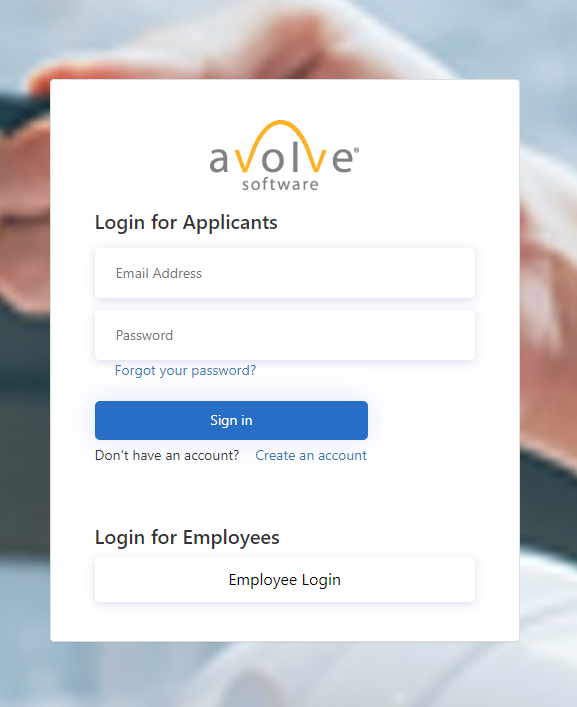 avolve®
software
Login for Applicants
Email Address
Password
Forgot your password?
Sign in
Don't have an account? Create an account
Login for Employees
Employee Login